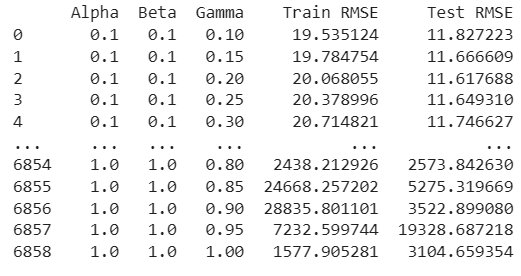 Alpha Beta Gamma Train RMSE Test RMSE
0 0.1 0.1 0.10 19.535124 11.827223
1 0.1 0.1 0.15 19.784754 11.666609
2 0.1 0.1 0.20 20.068055 11.617688
3 0.1 0.1 0.25 20.378996 11.649310
4 0.1 0.1 0.30 20.714821 11.746627
... ... ... ... ... ...
6854 1.0 1.0 0.80 2438.212926 2573.842630
6855 1.0 1.0 0.85 24668.257202 5275.319669
6856 1.0 1.0 0.90 28835.801101 3522.899080
6857 1.0 1.0 0.95 7232.599744 19328.687218
6858 1.0 1.0 1.00 1577.905281 3104.659354